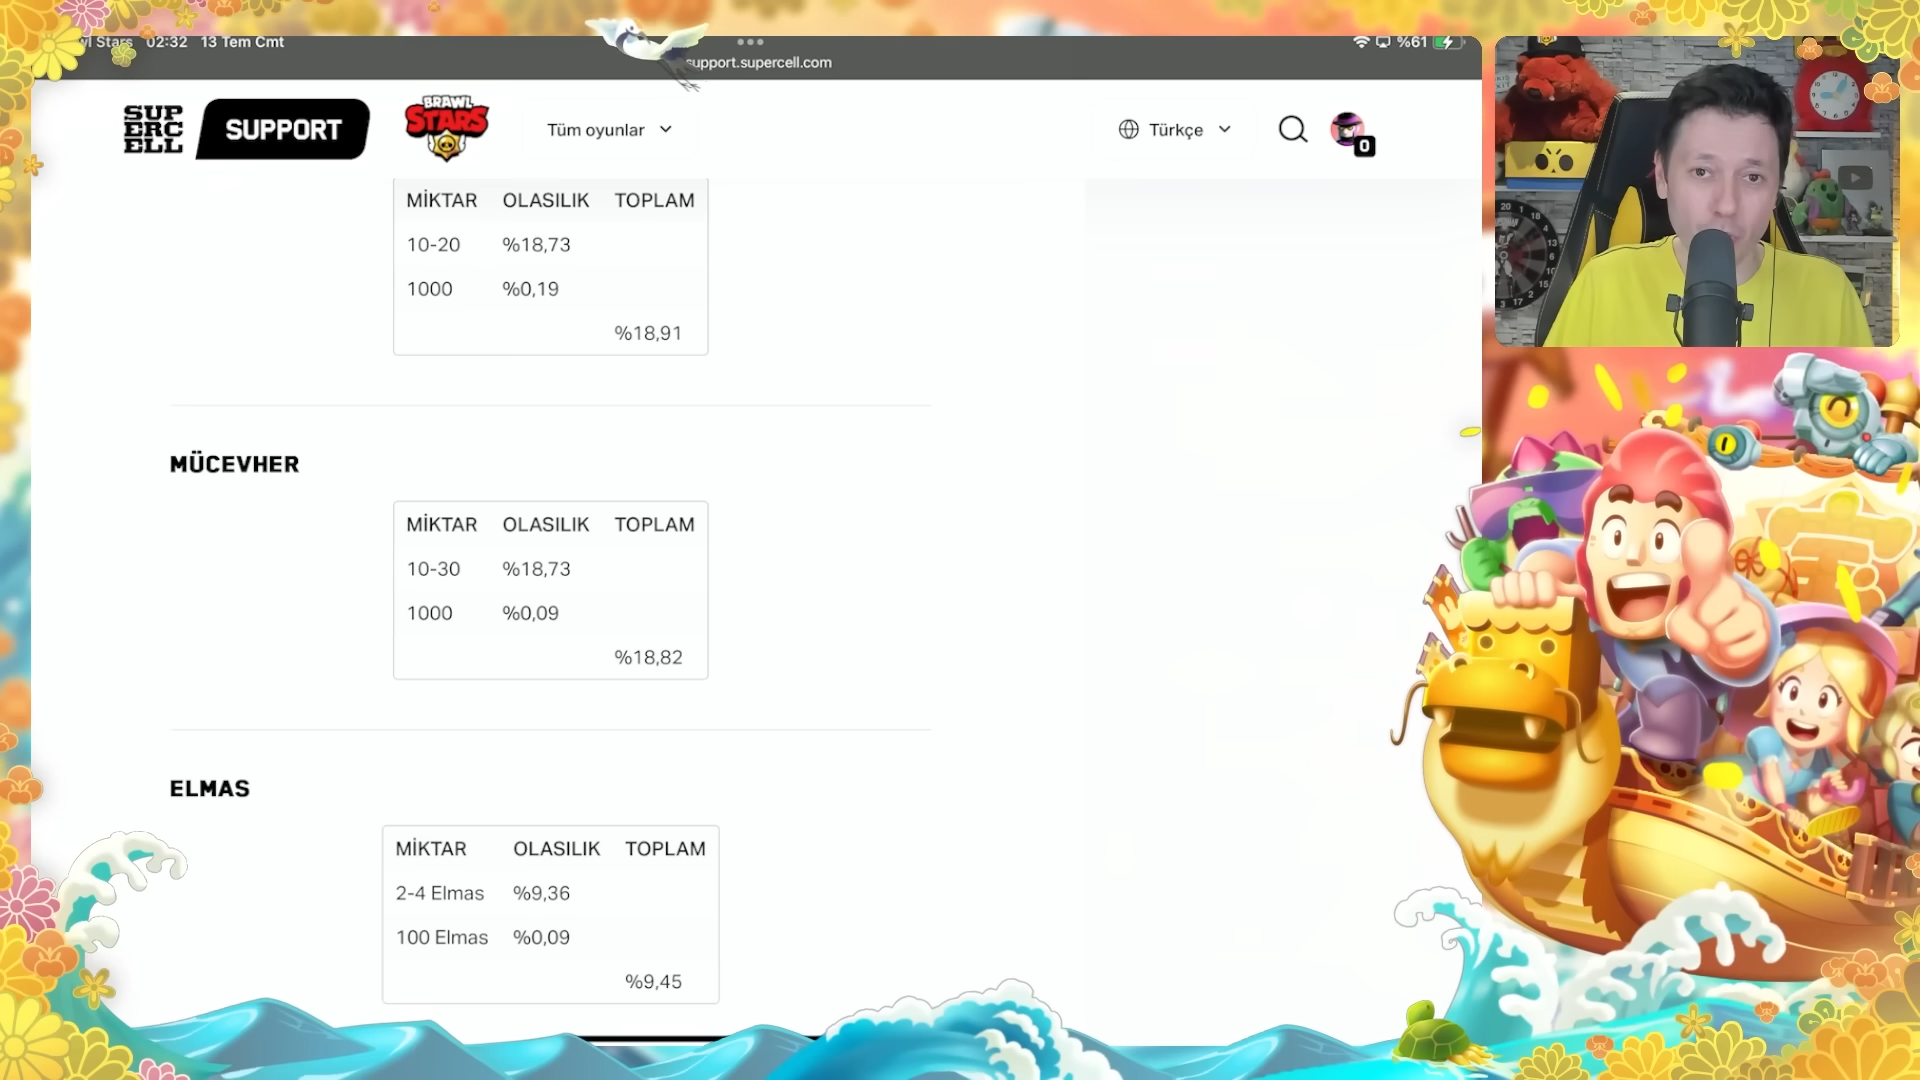 Stars 02:32 13 Tem Cmt
%61
support.supercell.com
SUP
ERC
ELL
SUPPORT
BRAWL
STARS
Tüm oyunlar
Türkçe
0
MİKTAR OLASILIK TOPLAM
10-20 %18,73
1000 %0,19
%18,91
MÜCEVHER
MİKTAR OLASILIK TOPLAM
10-30 %18,73
1000 %0,09
%18,82
ELMAS
MİKTAR OLASILIK TOPLAM
2-4 Elmas %9,36
100 Elmas %0,09
%9,45